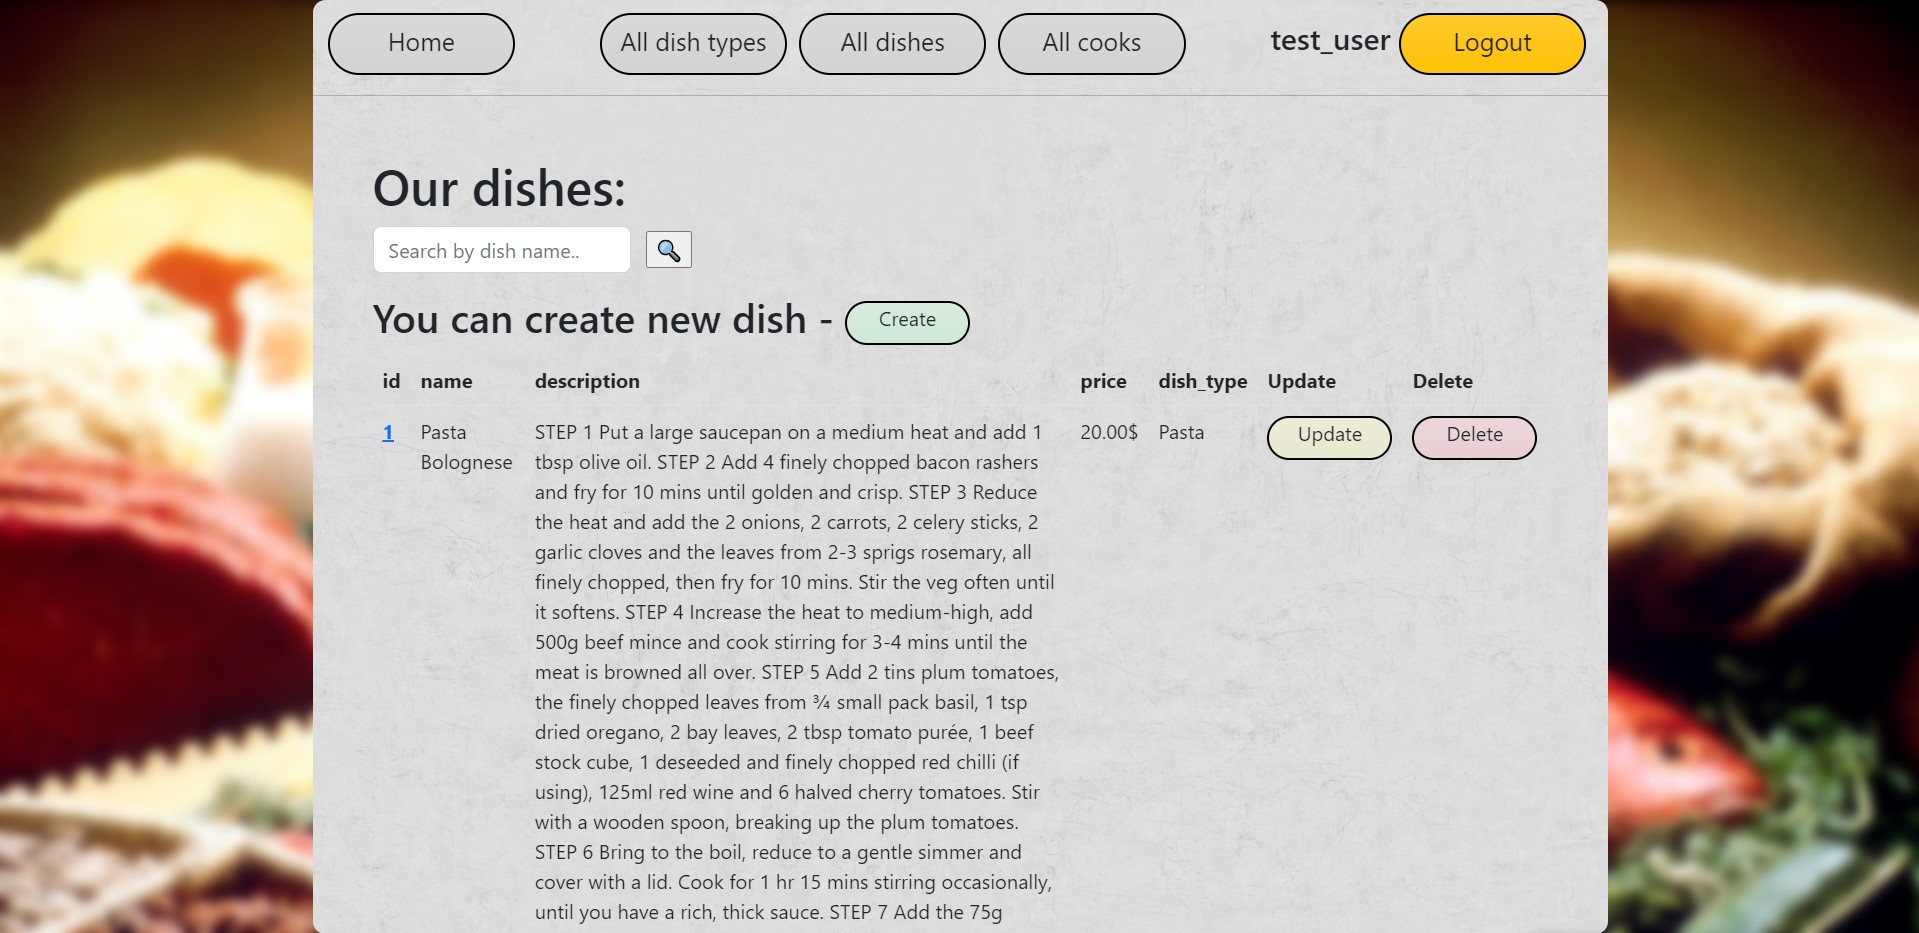 Home
All dish types
All dishes
All cooks
test_user
Logout
Our dishes:
Search by dish name..
You can create new dish -
Create
id name description price dish_type Update Delete
1 Pasta STEP 1 Put a large saucepan on a medium heat and add 1 20.00$ Pasta Update Delete
Bolognese tbsp olive oil. STEP 2 Add 4 finely chopped bacon rashers
and fry for 10 mins until golden and crisp. STEP 3 Reduce
the heat and add the 2 onions, 2 carrots, 2 celery sticks, 2
garlic cloves and the leaves from 2-3 sprigs rosemary, all
finely chopped, then fry for 10 mins. Stir the veg often until
it softens. STEP 4 Increase the heat to medium-high, add
500g beef mince and cook stirring for 3-4 mins until the
meat is browned all over. STEP 5 Add 2 tins plum tomatoes,
the finely chopped leaves from ¾ small pack basil, 1 tsp
dried oregano, 2 bay leaves, 2 tbsp tomato purée, 1 beef
stock cube, 1 deseeded and finely chopped red chilli (if
using), 125ml red wine and 6 halved cherry tomatoes. Stir
with a wooden spoon, breaking up the plum tomatoes.
STEP 6 Bring to the boil, reduce to a gentle simmer and
cover with a lid. Cook for 1 hr 15 mins stirring occasionally,
until you have a rich, thick sauce. STEP 7 Add the 75g